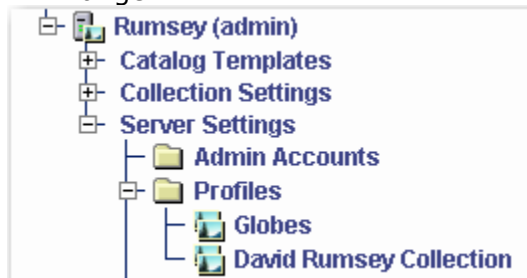 Rumsey (admin)
Catalog Templates
Collection Settings
Server Settings
Admin Accounts
Profiles
Globes
David Rumsey Collection